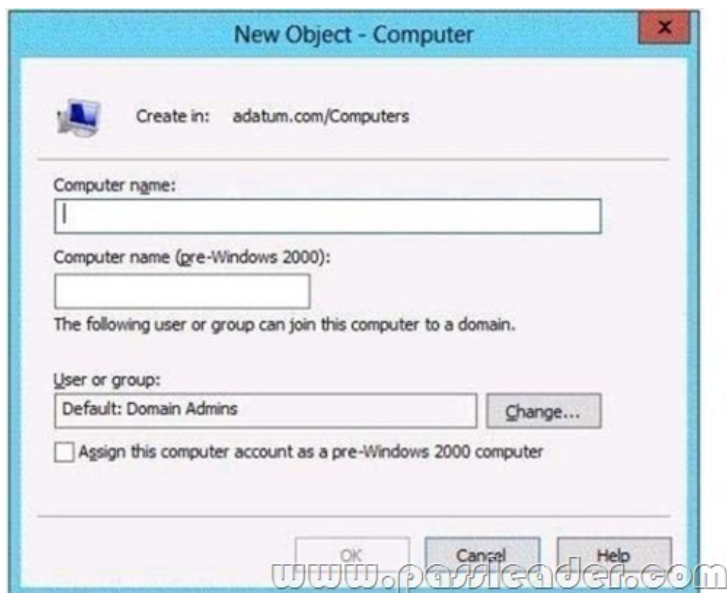 New Object - Computer
x
Create in: adatum.com/Computers
Computer name:
Computer name (pre-Windows 2000):
The following user or group can join this computer to a domain.
User or group:
Default: Domain Admins
Change...
Assign this computer account as a pre-Windows 2000 computer
OK Cancel Help
www.passleader.com